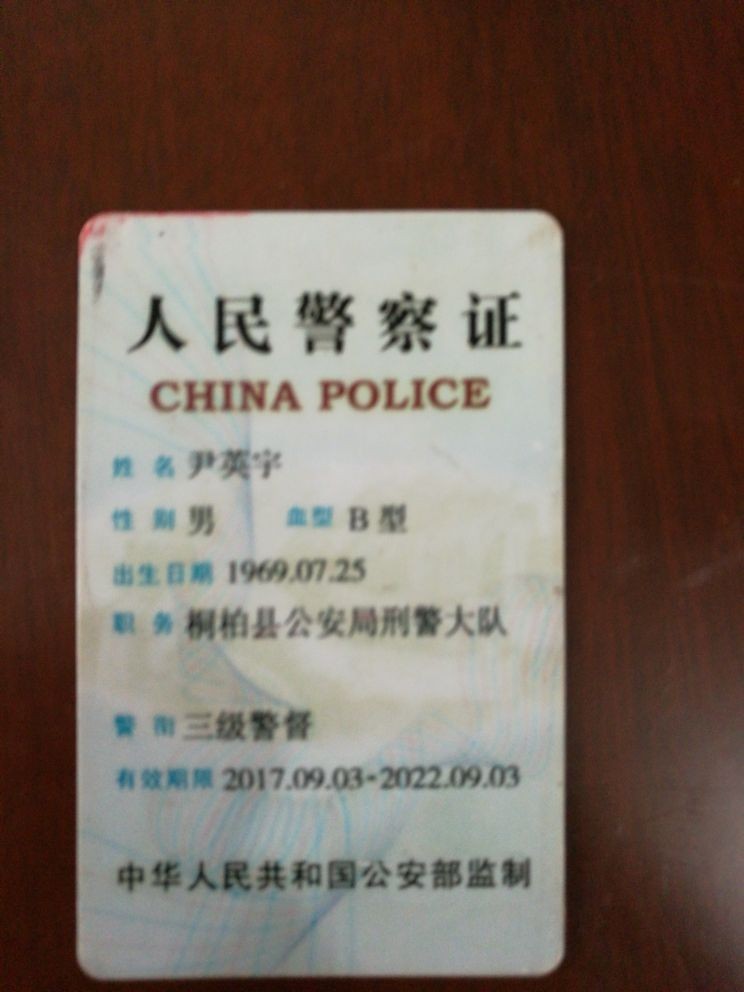 人民警察证
CHINA POLICE
姓名 尹英宇
性别 男 血型 B型
出生日期 1969.07.25
职务 桐柏县公安局刑警大队
警衔 三级警督
有效期限 2017.09.03-2022.09.03
中华人民共和国公安部监制